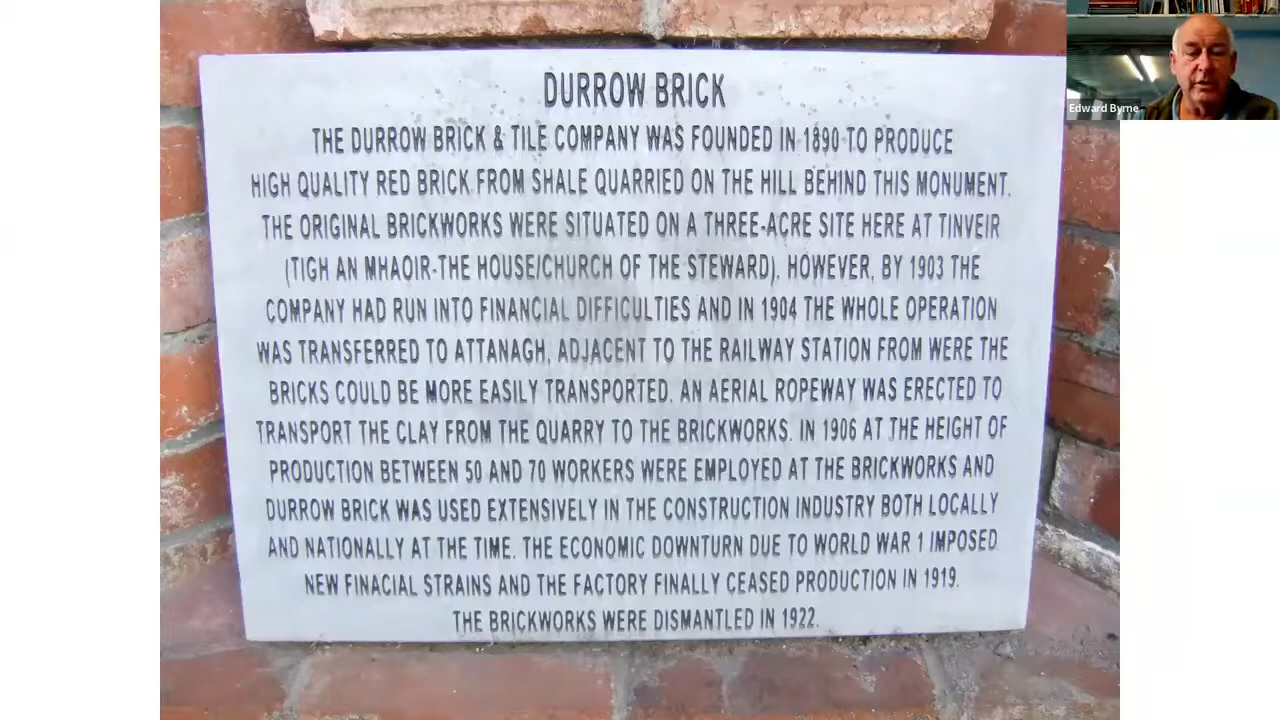 DURROW BRICK
THE DURROW BRICK & TILE COMPANY WAS FOUNDED IN 1890 TO PRODUCE
HIGH QUALITY RED BRICK FROM SHALE QUARRIED ON THE HILL BEHIND THIS MONUMENT.
THE ORIGINAL BRICKWORKS WERE SITUATED ON A THREE-ACRE SITE HERE AT TINVEIR
(TIGH AN MHAOIR-THE HOUSE/CHURCH OF THE STEWARD). HOWEVER, BY 1903 THE
COMPANY HAD RUN INTO FINANCIAL DIFFICULTIES AND IN 1904 THE WHOLE OPERATION
WAS TRANSFERRED TO ATTANAGH, ADJACENT TO THE RAILWAY STATION FROM WERE THE
BRICKS COULD BE MORE EASILY TRANSPORTED. AN AERIAL ROPEWAY WAS ERECTED TO
TRANSPORT THE CLAY FROM THE QUARRY TO THE BRICKWORKS. IN 1906 AT THE HEIGHT OF
PRODUCTION BETWEEN 50 AND 70 WORKERS WERE EMPLOYED AT THE BRICKWORKS AND
DURROW BRICK WAS USED EXTENSIVELY IN THE CONSTRUCTION INDUSTRY BOTH LOCALLY
AND NATIONALLY AT THE TIME. THE ECONOMIC DOWNTURN DUE TO WORLD WAR 1 IMPOSED
NEW FINACIAL STRAINS AND THE FACTORY FINALLY CEASED PRODUCTION IN 1919.
THE BRICKWORKS WERE DISMANTLED IN 1922.
Edward Byrne